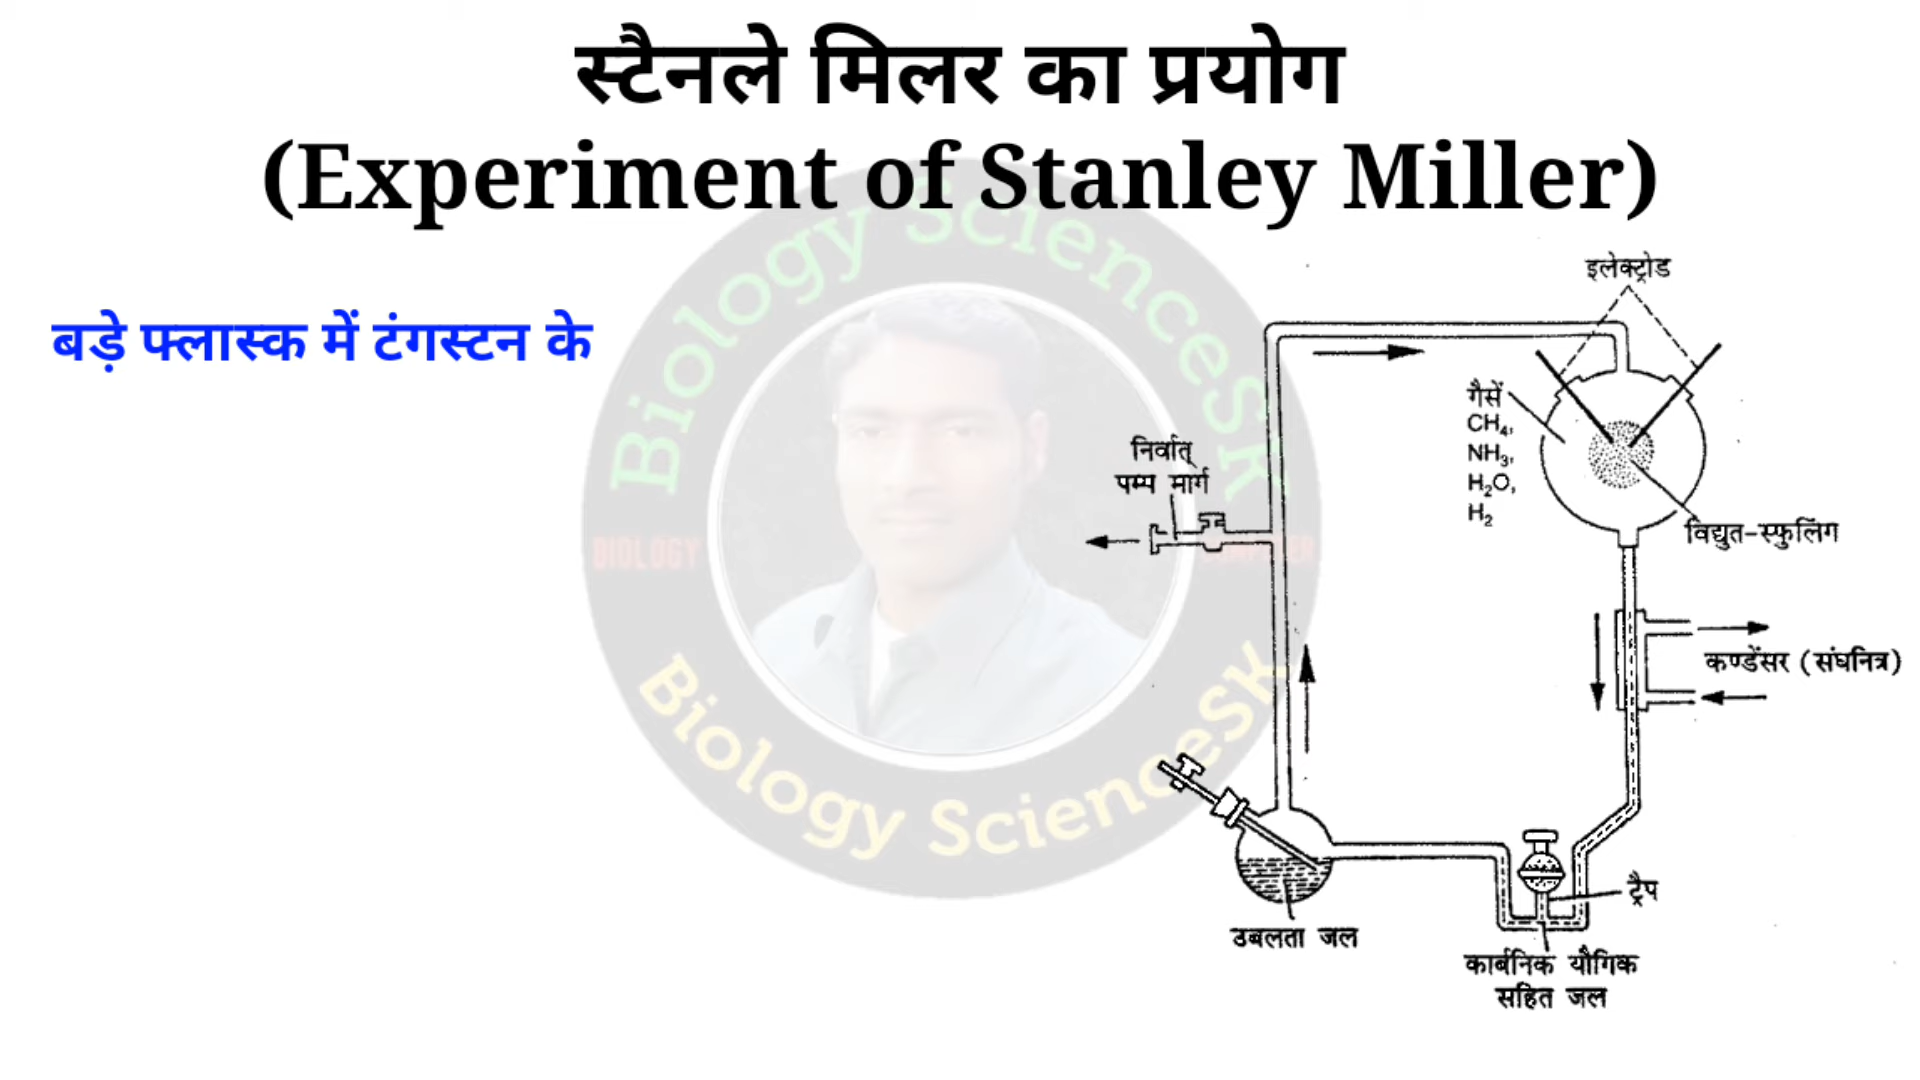 स्टैनले मिलर का प्रयोग
(Experiment of Stanley Miller)
बड़े फ्लास्क में टंगस्टन के
इलेक्ट्रोड
गैसें
CH₄,
NH₃,
H₂O,
H₂
निर्वात्
पम्प मार्ग
विद्युत-स्फुलिंग
कण्डेंसर (संघनित्र)
ट्रैप
उबलता जल
कार्बनिक यौगिक
सहित जल
Biology ScienceSK
BIOLOGY
Biology ScienceSK